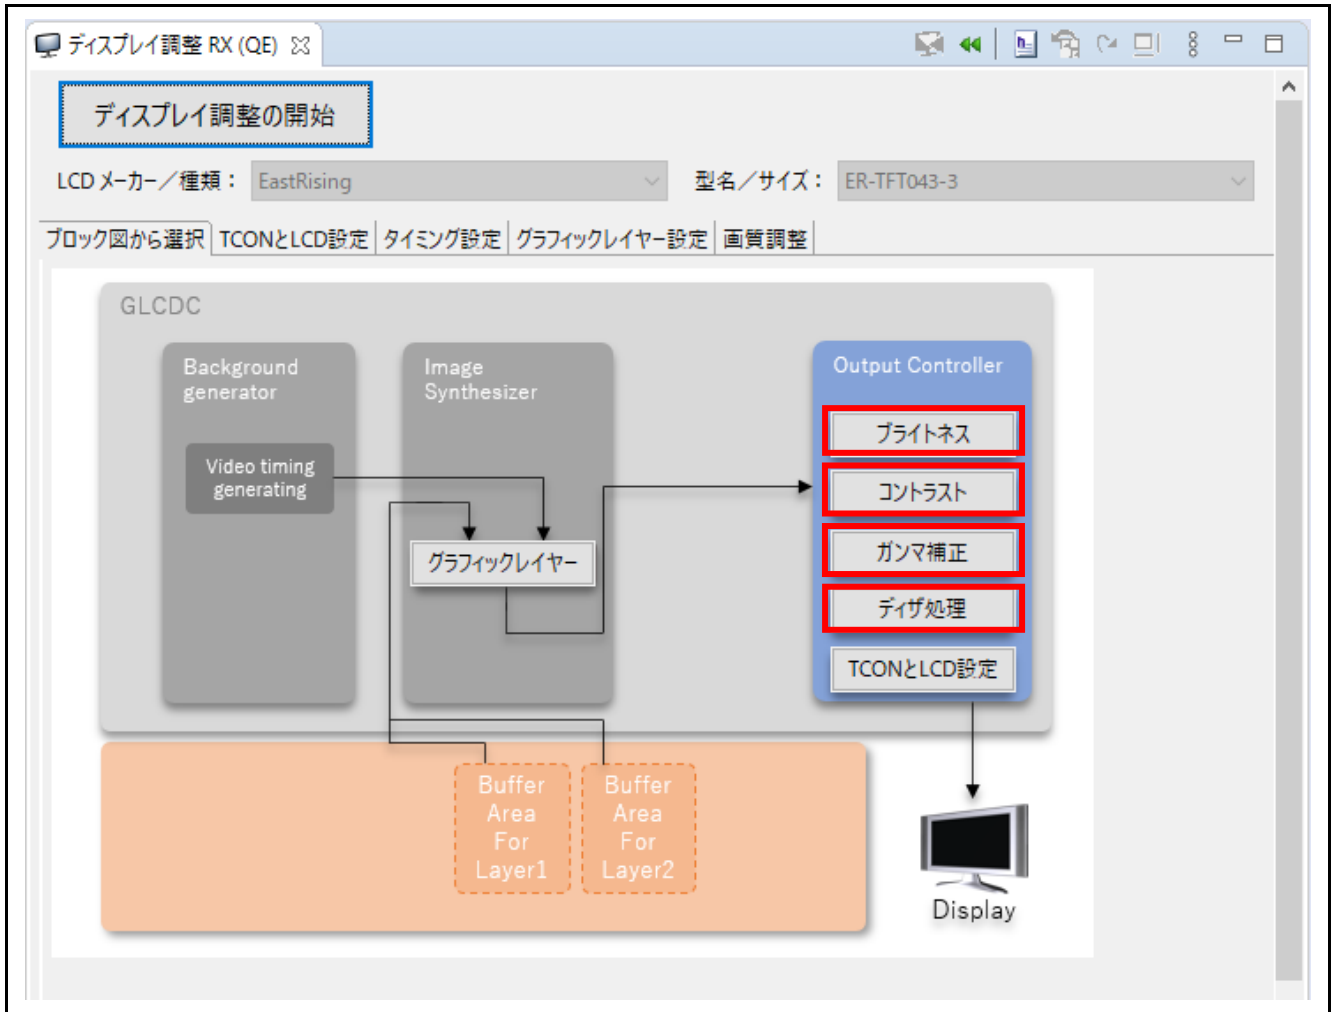 ディスプレイ調整 RX (QE)
ディスプレイ調整の開始
LCD メーカー／種類： EastRising 型名／サイズ： ER-TFT043-3
ブロック図から選択 TCONとLCD設定 タイミング設定 グラフィックレイヤー設定 画質調整
GLCDC
Background
generator
Video timing
generating
Image
Synthesizer
グラフィックレイヤー
Output Controller
ブライトネス
コントラスト
ガンマ補正
ディザ処理
TCONとLCD設定
Buffer
Area
For
Layer1
Buffer
Area
For
Layer2
Display